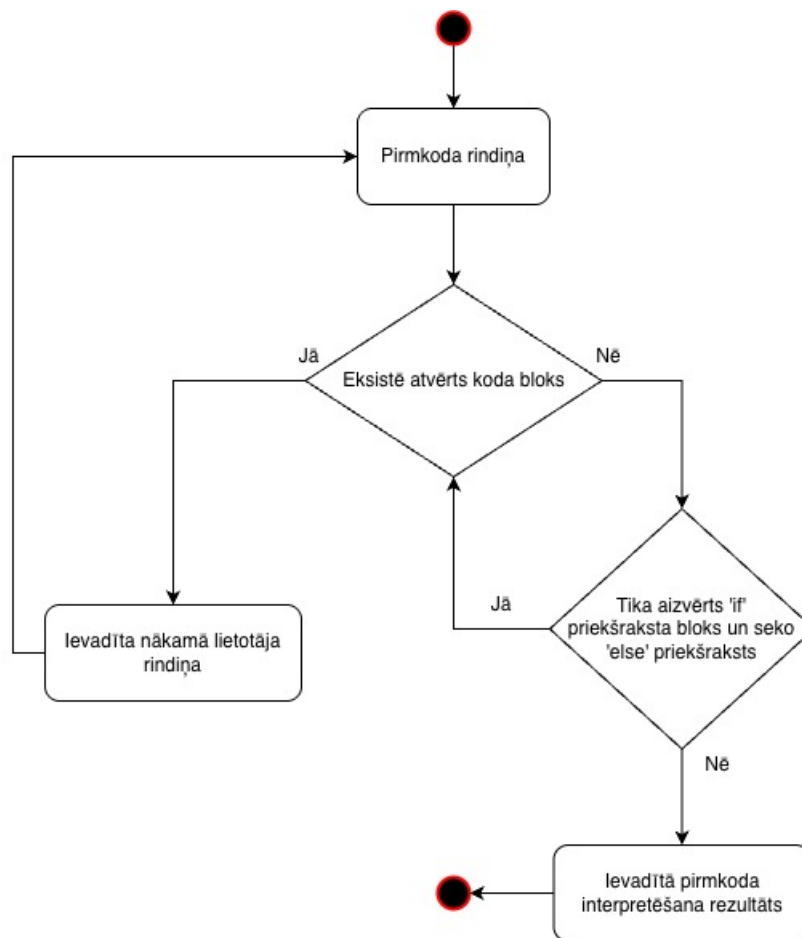 Pirmkoda rindiņa
Jā
Nē
Eksistē atvērts koda bloks
Jā
Tika aizvērts 'if'
priekšraksta bloks un seko
'else' priekšraksts
Ievadīta nākamā lietotāja
rindiņa
Nē
Ievadītā pirmkoda
interpretēšana rezultāts